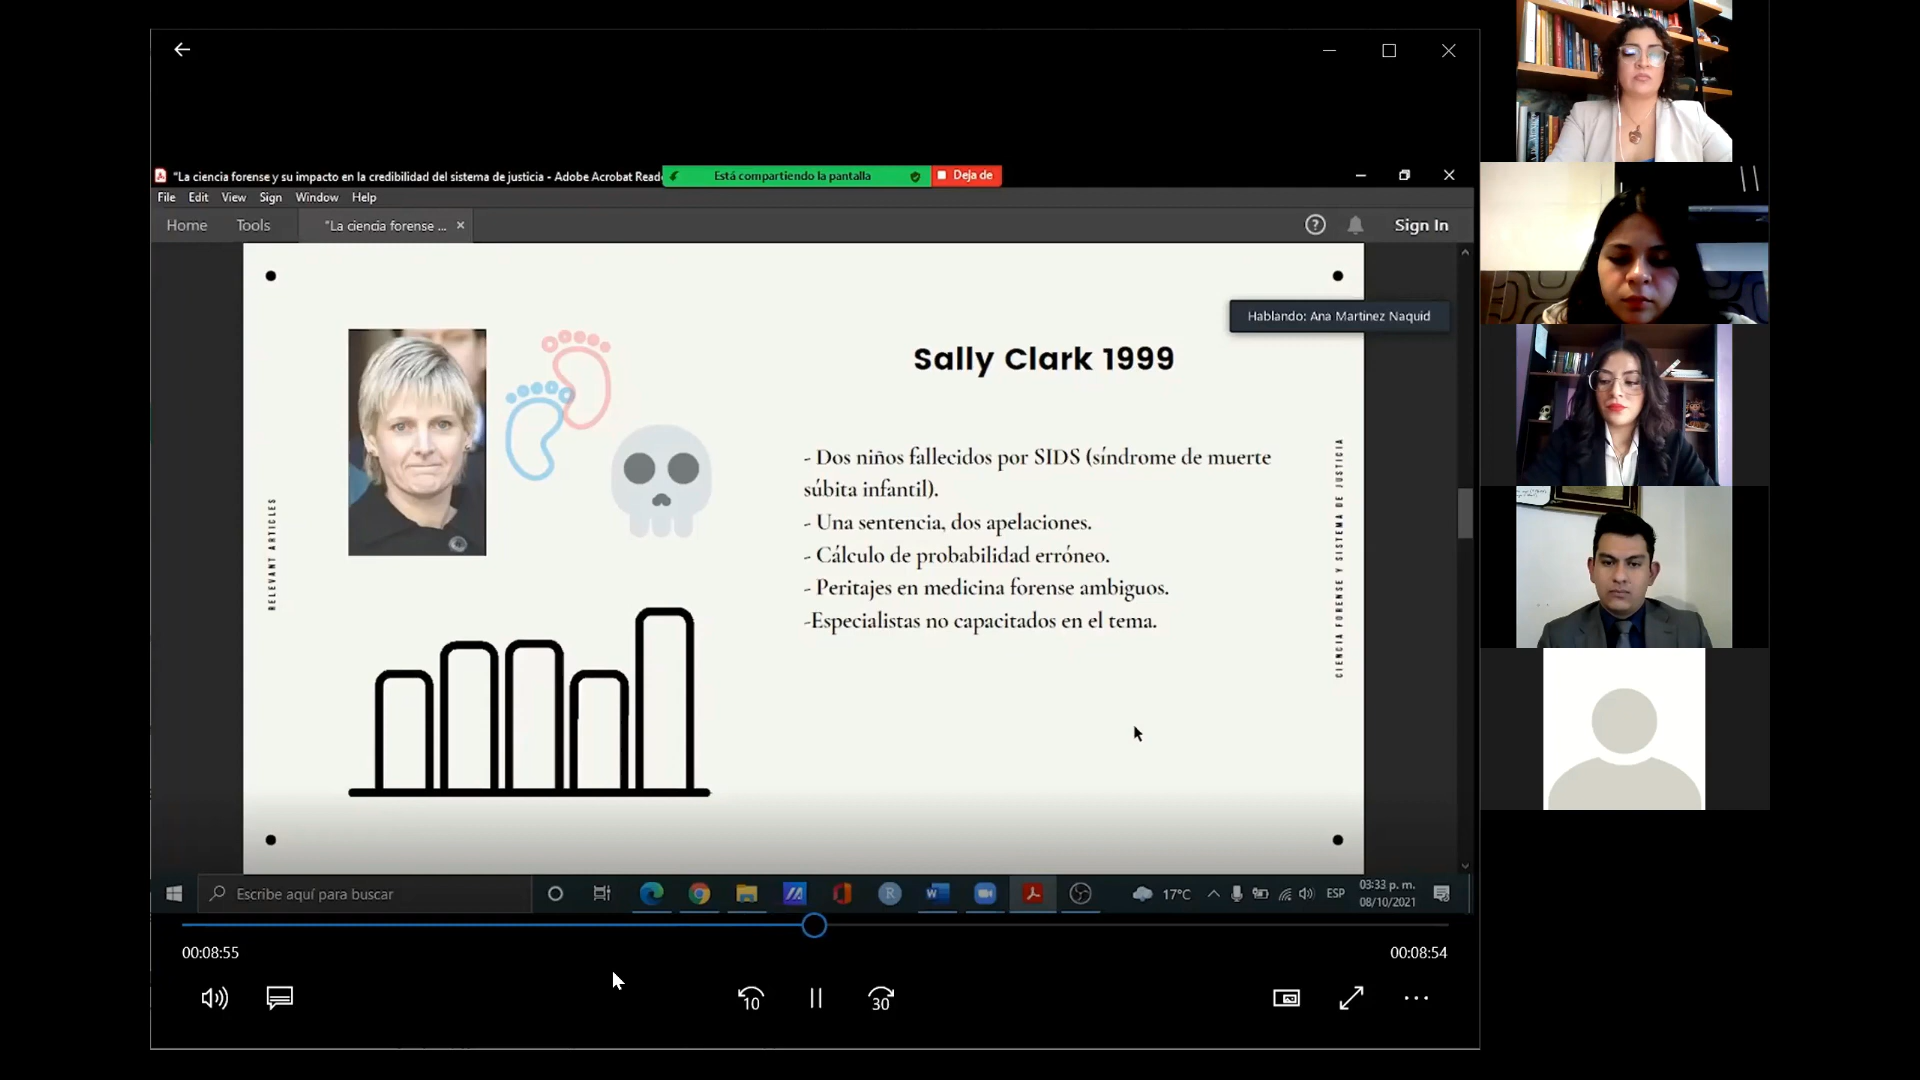 "La ciencia forense y su impacto en la credibilidad del sistema de justicia - Adobe Acrobat Read
Está compartiendo la pantalla
Deja de
File Edit View Sign Window Help
Home Tools "La ciencia forense ... ×
Sign In
Hablando: Ana Martinez Naquid
Sally Clark 1999
- Dos niños fallecidos por SIDS (síndrome de muerte
súbita infantil).
- Una sentencia, dos apelaciones.
- Cálculo de probabilidad erróneo.
- Peritajes en medicina forense ambiguos.
-Especialistas no capacitados en el tema.
RELEVANT ARTICLES
CIENCIA FORENSE Y SISTEMA DE JUSTICIA
Escribe aquí para buscar
17°C
ESP
03:33 p. m.
08/10/2021
00:08:55
00:08:54
10
30